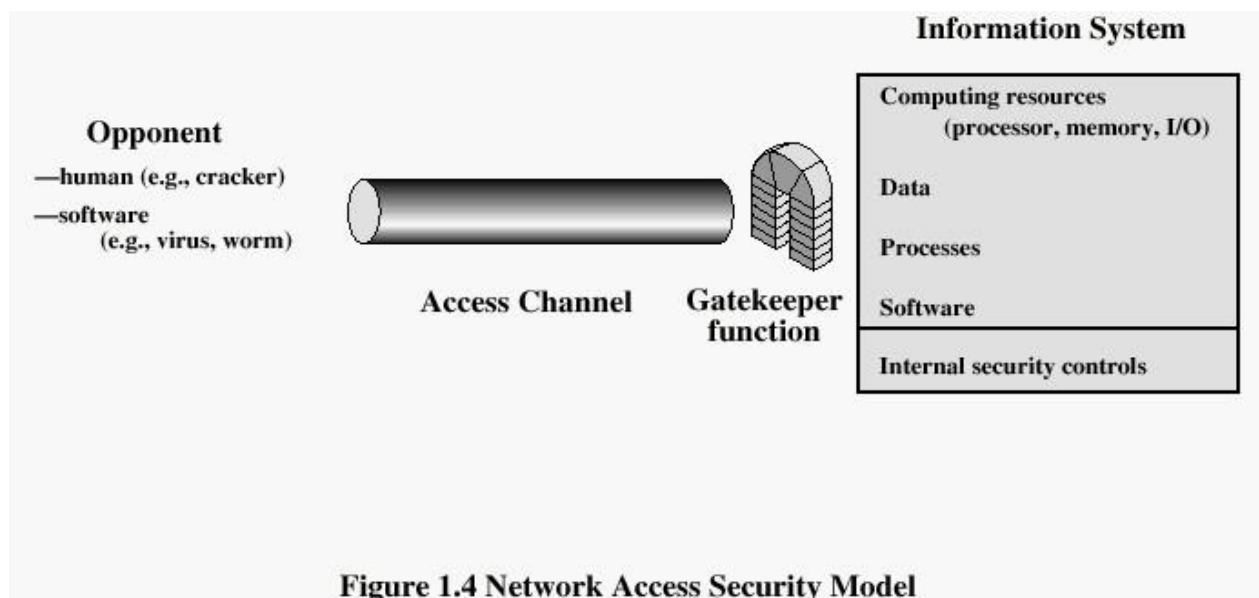 Information System
Opponent
—human (e.g., cracker)
—software
(e.g., virus, worm)
Access Channel
Gatekeeper
function
Computing resources
(processor, memory, I/O)
Data
Processes
Software
Internal security controls
Figure 1.4 Network Access Security Model